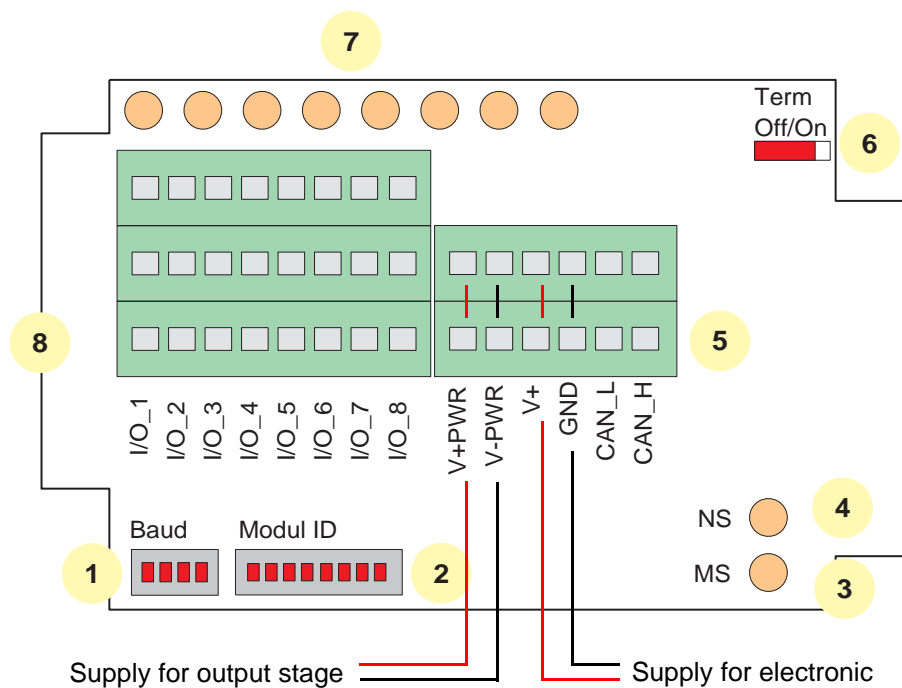 7
Term
Off/On
6
8
5
I/O_1
I/O_2
I/O_3
I/O_4
I/O_5
I/O_6
I/O_7
I/O_8
V+PWR
V-PWR
V+
GND
CAN_L
CAN_H
Baud
Modul ID
NS
4
1
2
MS
3
Supply for output stage
Supply for electronic